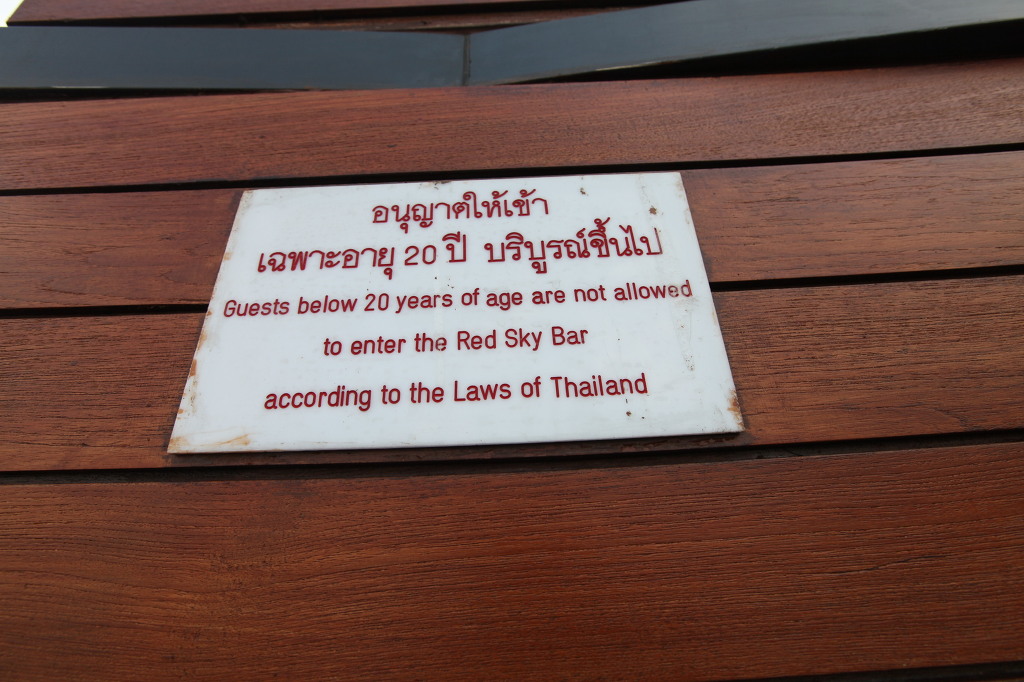 อนุญาตให้เข้า
เฉพาะอายุ 20 ปี บริบูรณ์ขึ้นไป
Guests below 20 years of age are not allowed
to enter the Red Sky Bar
according to the Laws of Thailand